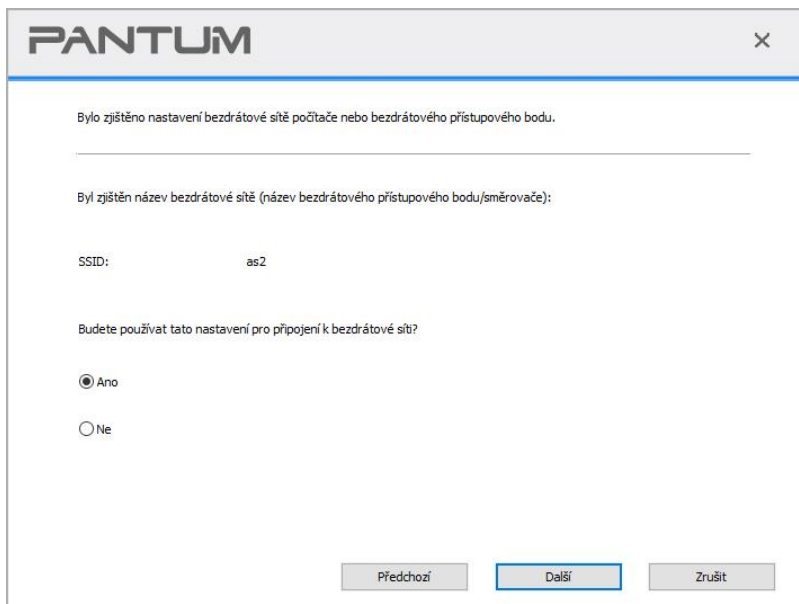 PANTUM
Bylo zjištěno nastavení bezdrátové sítě počítače nebo bezdrátového přístupového bodu.
Byl zjištěn název bezdrátové sítě (název bezdrátového přístupového bodu/směrovače):
SSID: as2
Budete používat tato nastavení pro připojení k bezdrátové síti?
Ano
Ne
Předchozí Další Zrušit